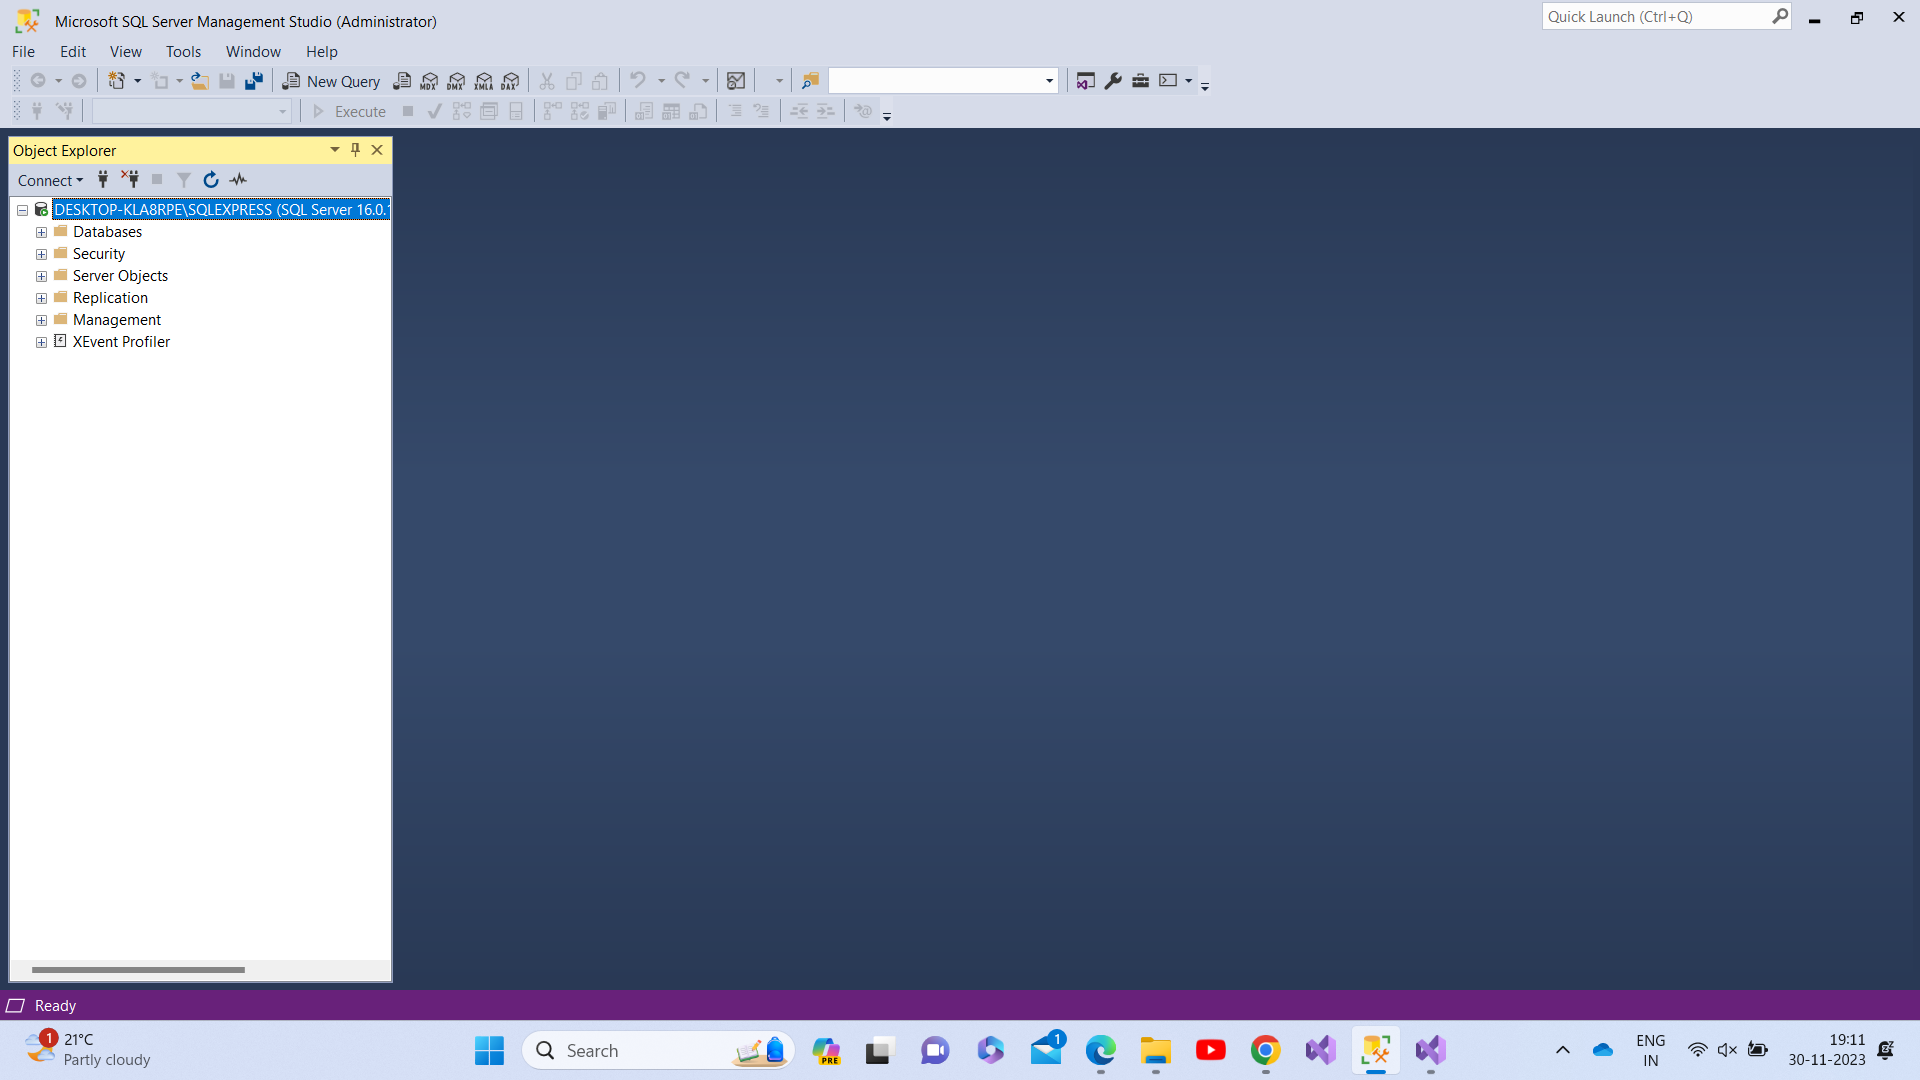 Microsoft SQL Server Management Studio (Administrator)
Quick Launch (Ctrl+Q)
File Edit View Tools Window Help
New Query MDX DMX XMLA DAX
Execute
Object Explorer
Connect
DESKTOP-KLA8RPE\SQLEXPRESS (SQL Server 16.0.1
Databases
Security
Server Objects
Replication
Management
XEvent Profiler
Ready
1
21°C
Partly cloudy
Search
PRE
1
ENG
IN
19:11
30-11-2023